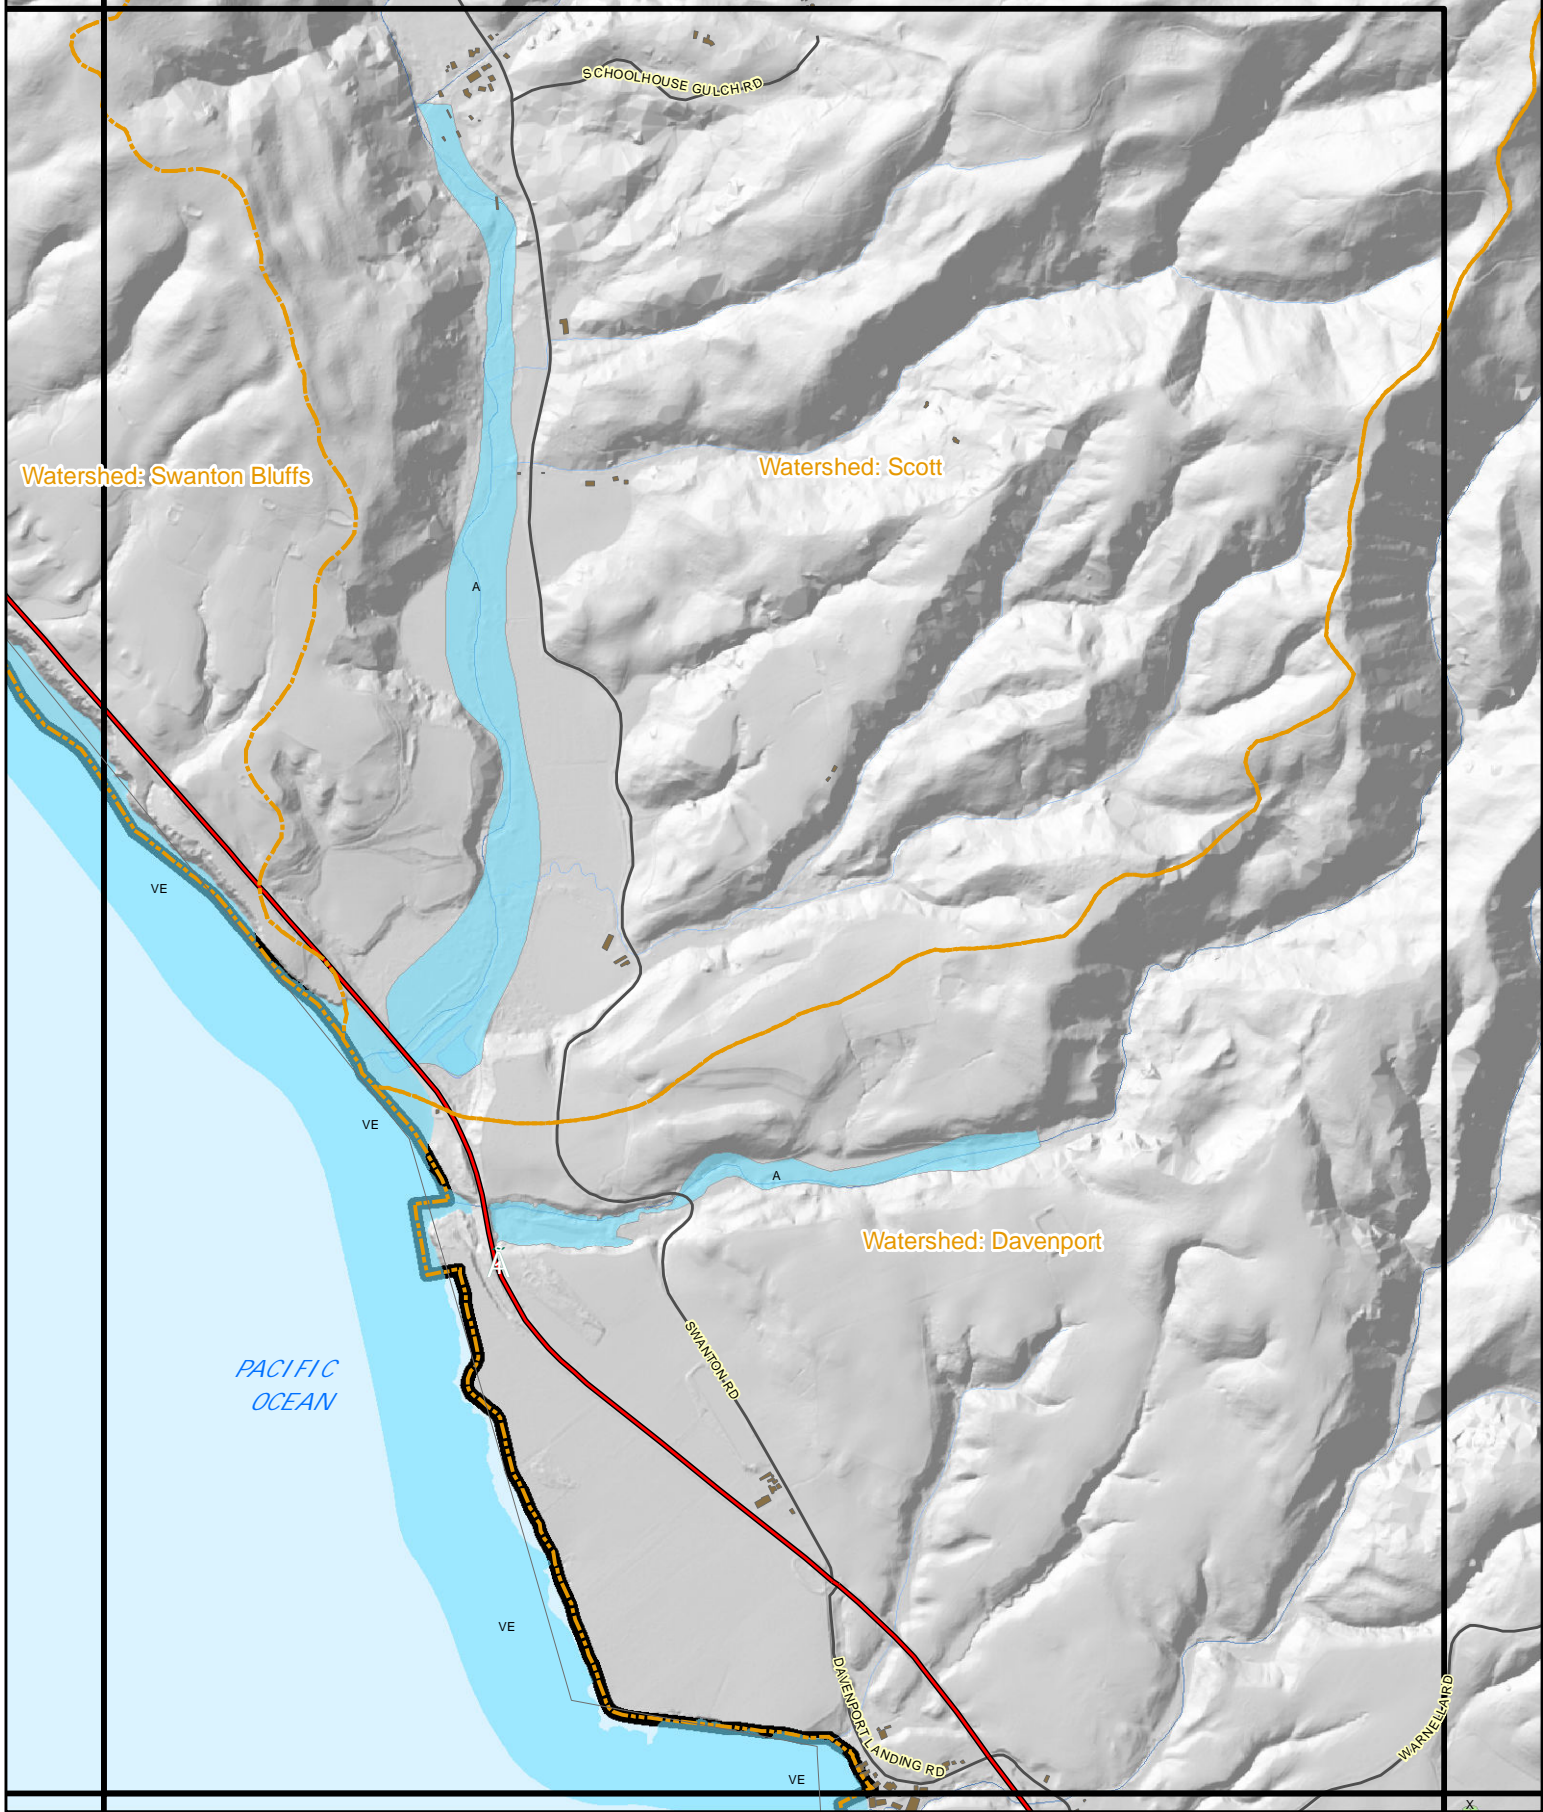 SCHOOLHOUSE GULCH RD
Watershed: Swanton Bluffs
Watershed: Scott
A
VE
VE
A
Watershed: Davenport
PACIFIC
OCEAN
SWANTON RD
VE
DAVENPORT LANDING RD
WARNELLA RD
VE
X